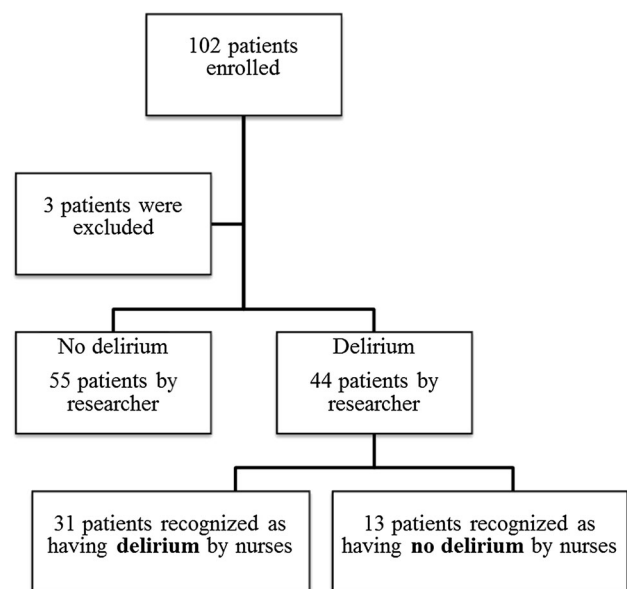 102 patients
enrolled
3 patients were
excluded
No delirium
55 patients by
researcher
Delirium
44 patients by
researcher
31 patients recognized as
having delirium by nurses
13 patients recognized as
having no delirium by nurses